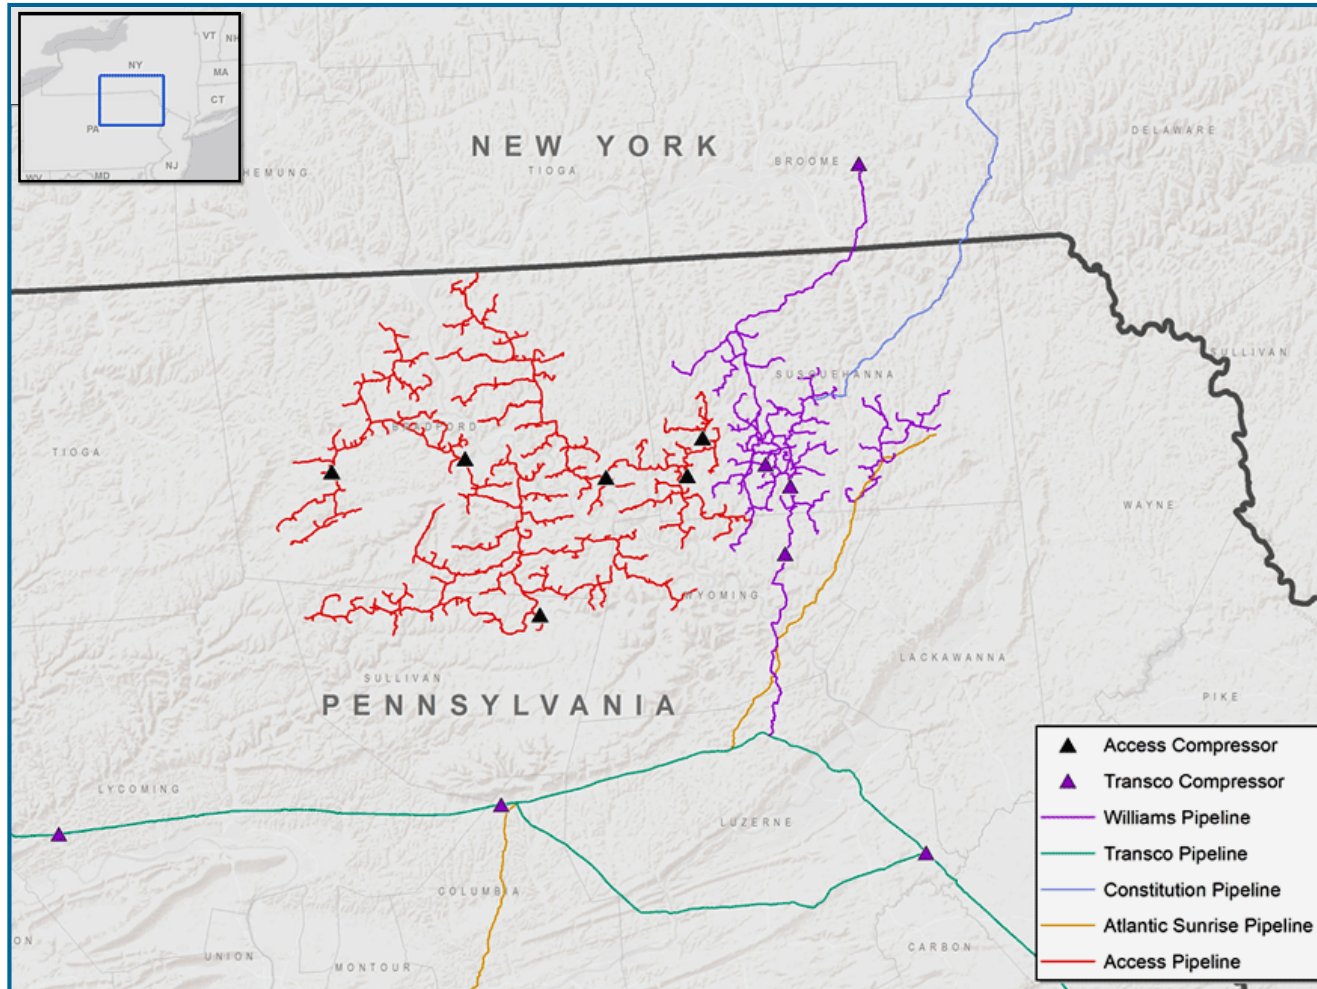 VT
NH
NY
MA
CT
PA
NJ
WV
MD
HEMUNG
NEW YORK
TIOGA
BROOME
DELAWARE
SULLIVAN
SUSQUEHANNA
BRADFORD
TIOGA
WAYNE
WYOMING
LACKAWANNA
SULLIVAN
PENNSYLVANIA
PIKE
LYCOMING
LUZERNE
COLUMBIA
ON
UNION
MONTOUR
CARBON
Access Compressor
Transco Compressor
Williams Pipeline
Transco Pipeline
Constitution Pipeline
Atlantic Sunrise Pipeline
Access Pipeline